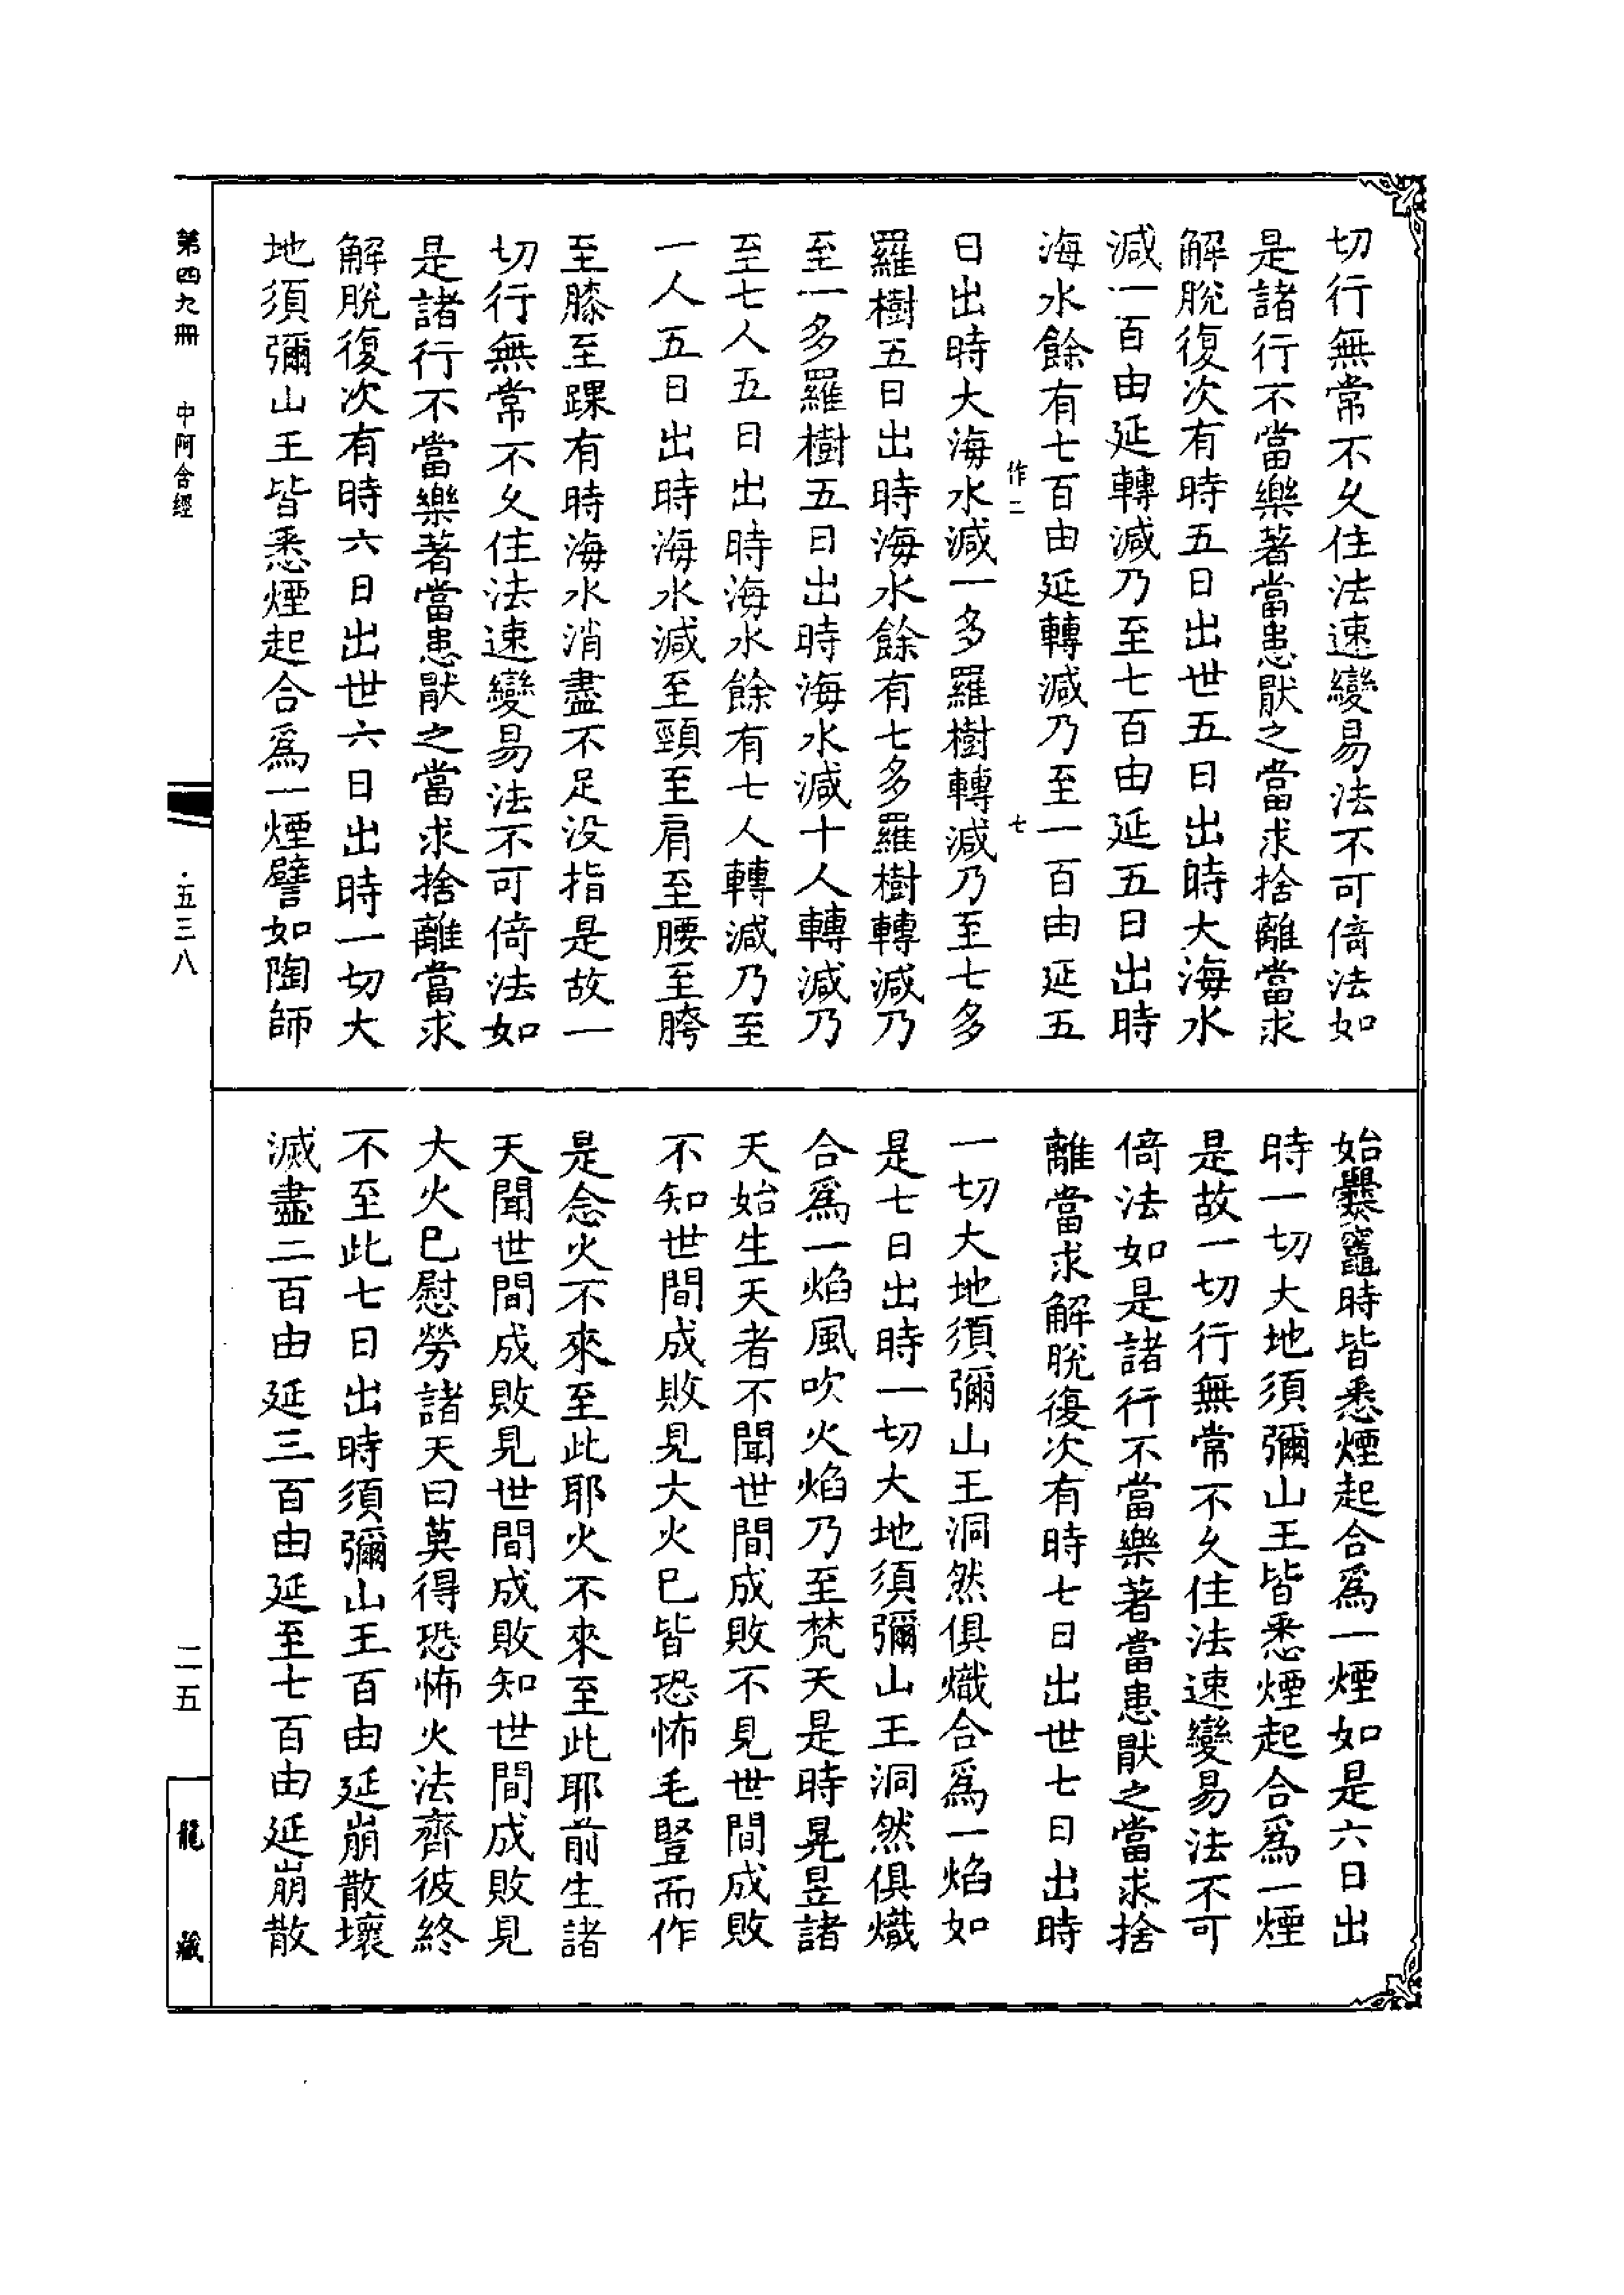 切行無常不久住法速變易法不可倚法如
是諸行不當樂著當患猒之當求捨離當求
解脫復次有時五日出世五日出時大海水
減一百由延轉減乃至七百由延五日出時
海水餘有七百由延轉減乃至一百由延五
作二 七
日出時大海水減一多羅樹轉減乃至七多
羅樹五日出時海水餘有七多羅樹轉減乃
至一多羅樹五日出時海水減十人轉減乃
至七人五日出時海水餘有七人轉減乃至
一人五日出時海水減至頸至肩至腰至胯
至膝至踝有時海水消盡不足没指是故一
切行無常不久住法速變易法不可倚法如
是諸行不當樂著當患猒之當求捨離當求
解脫復次有時六日出世六日出時一切大
地須彌山王皆悉煙起合為一煙譬如陶師
始爨竈時皆悉煙起合為一煙如是六日出
時一切大地須彌山王皆悉煙起合為一煙
是故一切行無常不久住法速變易法不可
倚法如是諸行不當樂著當患猒之當求捨
離當求解脫復次有時七日出世七日出時
一切大地須彌山王洞然俱熾合為一焰如
是七日出時一切大地須彌山王洞然俱熾
合為一焰風吹火焰乃至梵天是時晃昱諸
天始生天者不聞世間成敗不見世間成敗
不知世間成敗見大火已皆恐怖毛豎而作
是念火不來至此耶火不來至此耶前生諸
天聞世間成敗見世間成敗知世間成敗見
大火已慰勞諸天曰莫得恐怖火法齊彼終
不至此七日出時須彌山王百由延崩散壞
滅盡二百由延三百由延至七百由延崩散
第四九冊 中阿含經 五三八 二五 龍藏